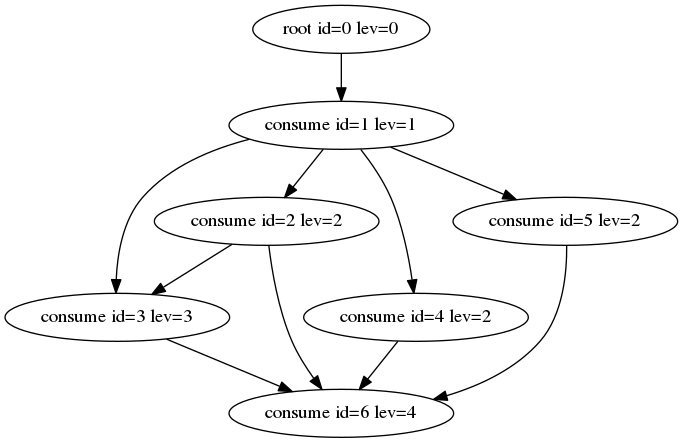 root id=0 lev=0
consume id=1 lev=1
consume id=2 lev=2
consume id=5 lev=2
consume id=3 lev=3
consume id=4 lev=2
consume id=6 lev=4